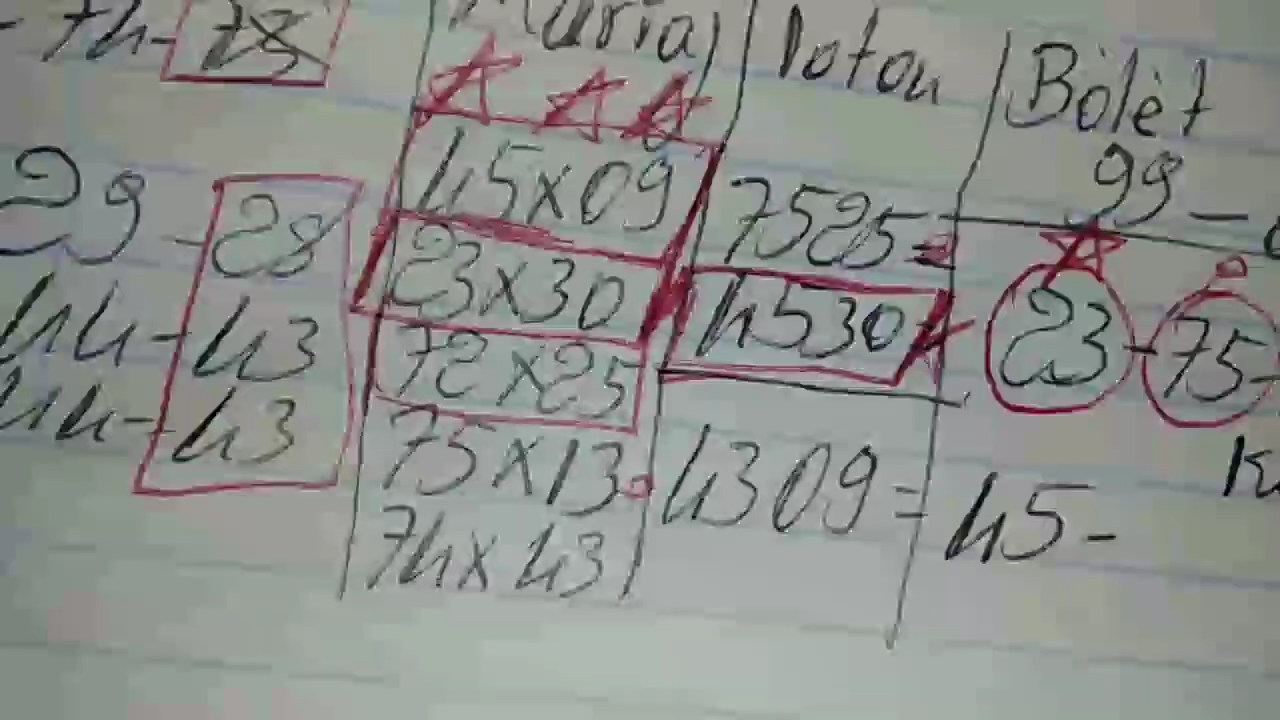 Maria Loto4 Bòlèt
99 -
45x09 7525=
29 - 28 23x30 4530 23 - 75 -
44 - 43 72x25
44 - 43 75x13 4309 = 45 -
74x43